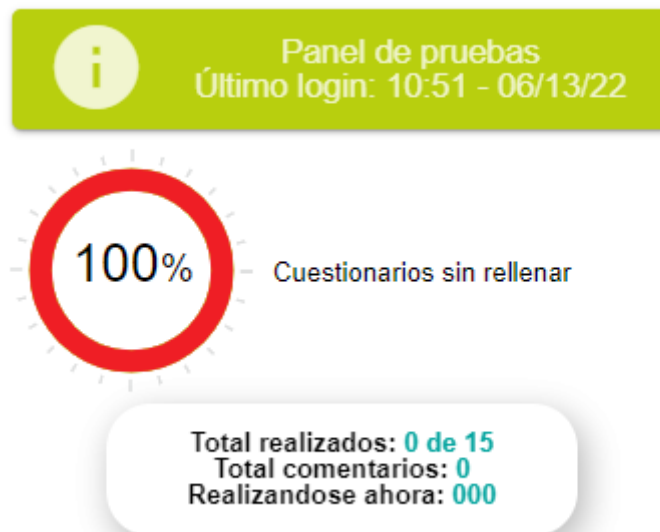 i
Panel de pruebas
Último login: 10:51 - 06/13/22
100%
Cuestionarios sin rellenar
Total realizados: 0 de 15
Total comentarios: 0
Realizandose ahora: 000